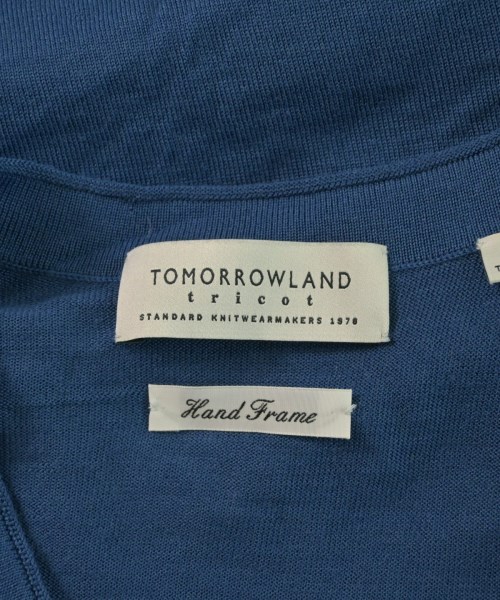 TOMORROWLAND
tricot
STANDARD KNITWEARMAKERS 1978
Hand Frame